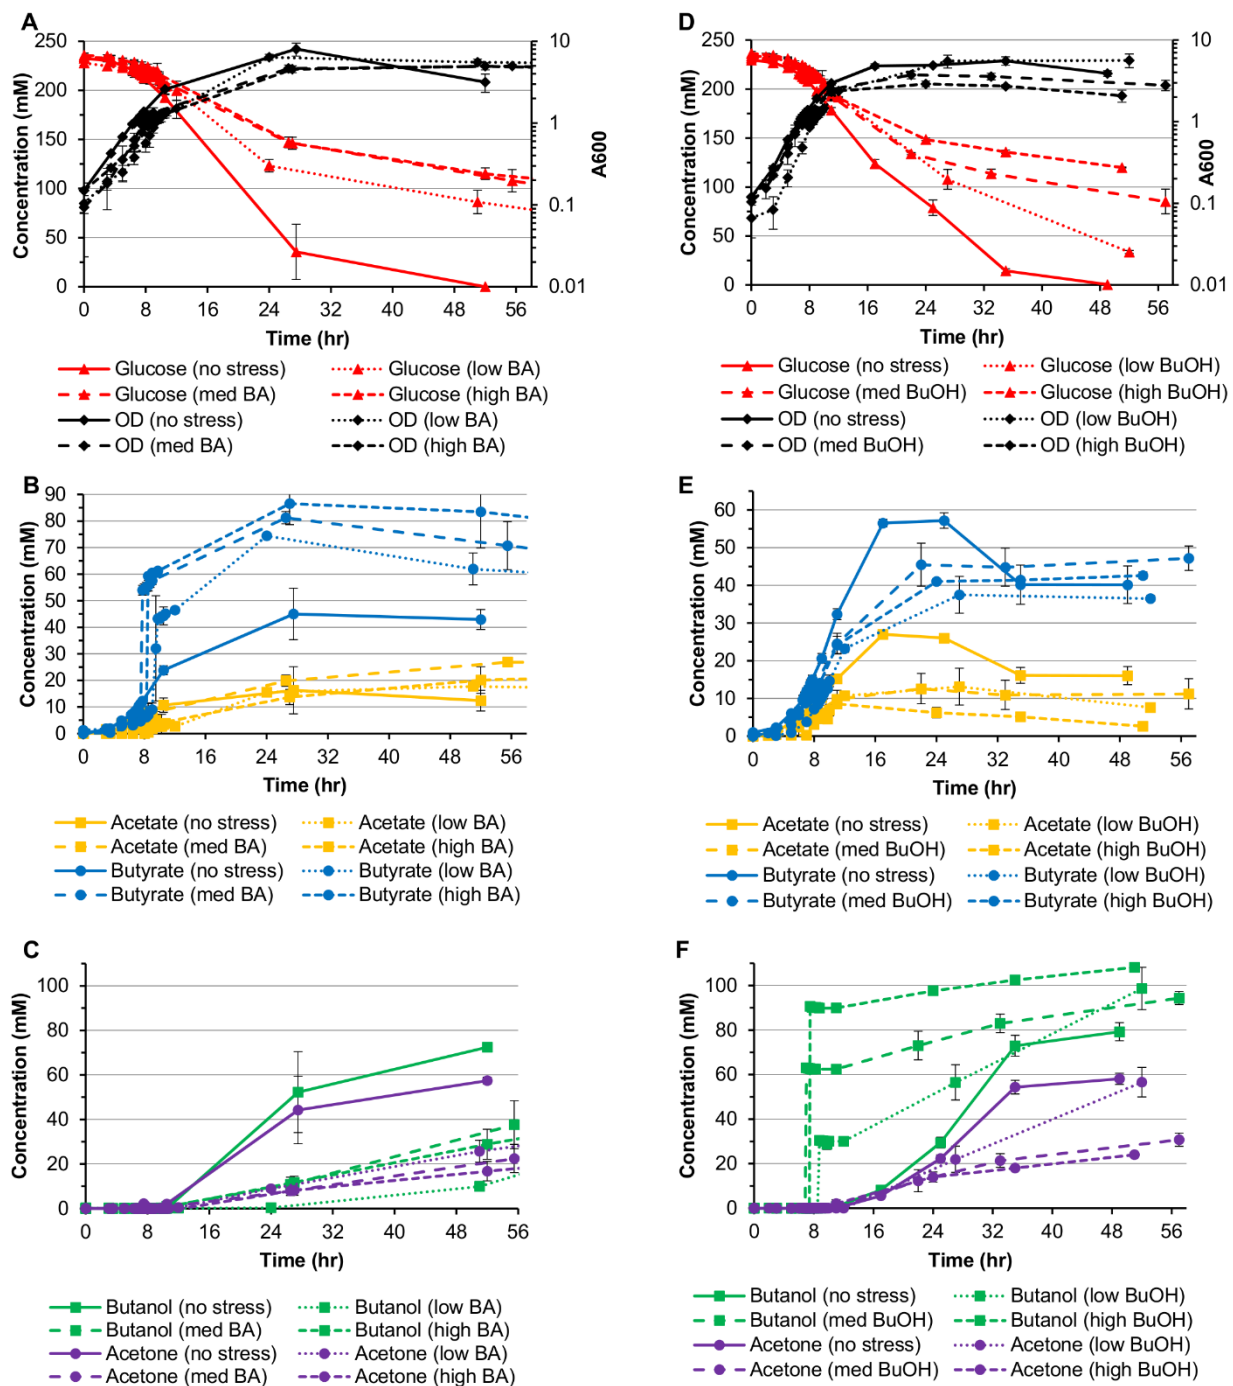 A
Concentration (mM)
250
200
150
100
50
0
10
1
0.1
0.01
A600
0 8 16 24 32 40 48 56
Time (hr)
Glucose (no stress) Glucose (low BA)
Glucose (med BA) Glucose (high BA)
OD (no stress) OD (low BA)
OD (med BA) OD (high BA)
B
Concentration (mM)
90
80
70
60
50
40
30
20
10
0
0 8 16 24 32 40 48 56
Time (hr)
Acetate (no stress) Acetate (low BA)
Acetate (med BA) Acetate (high BA)
Butyrate (no stress) Butyrate (low BA)
Butyrate (med BA) Butyrate (high BA)
C
Concentration (mM)
100
80
60
40
20
0
0 8 16 24 32 40 48 56
Time (hr)
Butanol (no stress) Butanol (low BA)
Butanol (med BA) Butanol (high BA)
Acetone (no stress) Acetone (low BA)
Acetone (med BA) Acetone (high BA)
D
Concentration (mM)
250
200
150
100
50
0
10
1
0.1
0.01
A600
0 8 16 24 32 40 48 56
Time (hr)
Glucose (no stress) Glucose (low BuOH)
Glucose (med BuOH) Glucose (high BuOH)
OD (no stress) OD (low BuOH)
OD (med BuOH) OD (high BuOH)
E
Concentration (mM)
60
50
40
30
20
10
0
0 8 16 24 32 40 48 56
Time (hr)
Acetate (no stress) Acetate (low BuOH)
Acetate (med BuOH) Acetate (high BuOH)
Butyrate (no stress) Butyrate (low BuOH)
Butyrate (med BuOH) Butyrate (high BuOH)
F
Concentration (mM)
100
80
60
40
20
0
0 8 16 24 32 40 48 56
Time (hr)
Butanol (no stress) Butanol (low BuOH)
Butanol (med BuOH) Butanol (high BuOH)
Acetone (no stress) Acetone (low BuOH)
Acetone (med BuOH) Acetone (high BuOH)